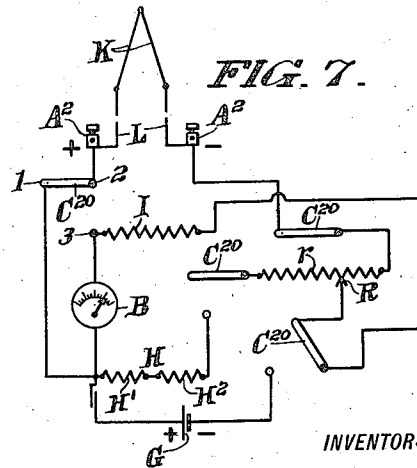 K
FIG. 7.
A² A²
+ L -
1 2
C²⁰
I C²⁰
3
C²⁰ r
R
B
H C²⁰
H¹ H²
+ -
G
INVENTOR